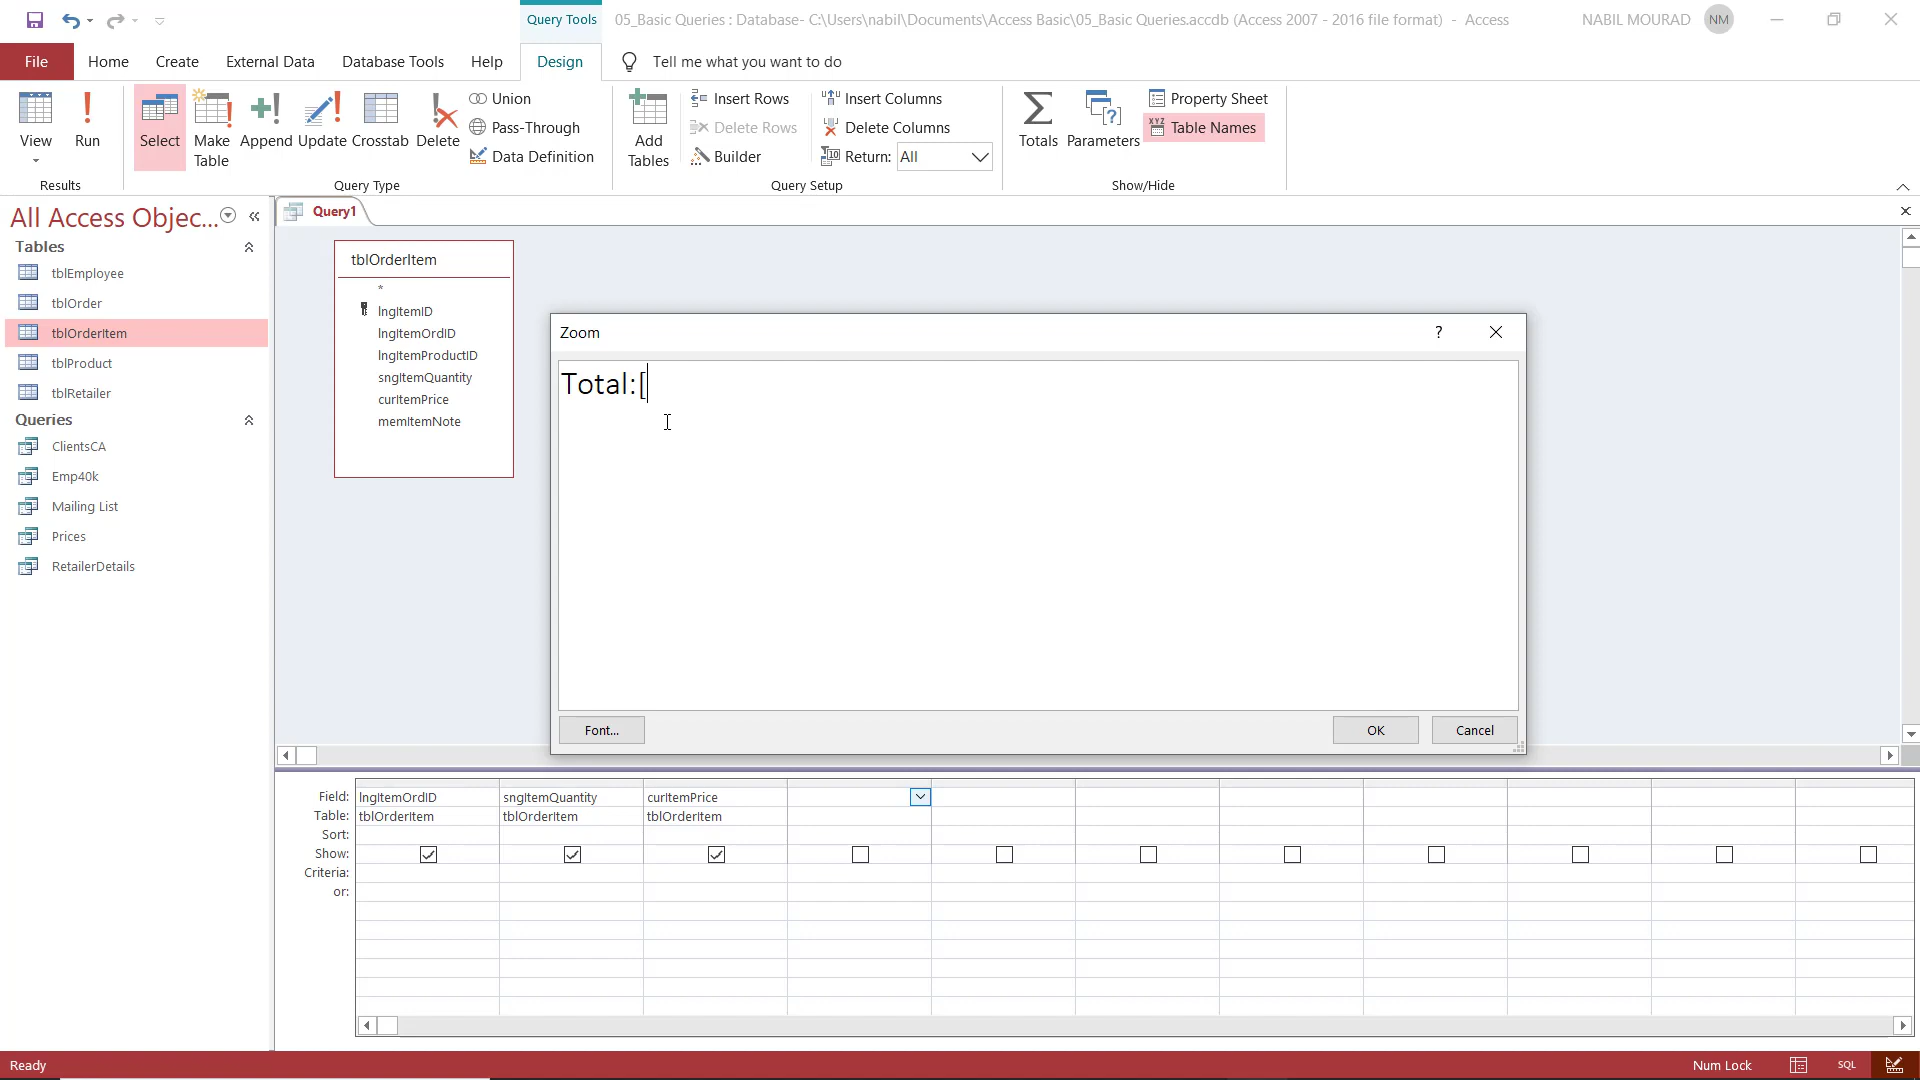 Query Tools
05_Basic Queries : Database- C:\Users\nabil\Documents\Access Basic\05_Basic Queries.accdb (Access 2007 - 2016 file format) - Access
NABIL MOURAD
NM
File
Home
Create
External Data
Database Tools
Help
Design
Tell me what you want to do
View
Run
Select
Make Table
Append
Update
Crosstab
Delete
Union
Pass-Through
Data Definition
Add Tables
Insert Rows
Delete Rows
Builder
Insert Columns
Delete Columns
Return: All
Totals
Parameters
Property Sheet
Table Names
Results
Query Type
Query Setup
Show/Hide
All Access Objec...
Query1
Tables
tblEmployee
tblOrder
tblOrderItem
tblProduct
tblRetailer
Queries
ClientsCA
Emp40k
Mailing List
Prices
RetailerDetails
tblOrderItem
*
lngItemID
lngItemOrdID
lngItemProductID
sngItemQuantity
curItemPrice
memItemNote
Zoom
?
Total:[
Font...
OK
Cancel
Field: lngItemOrdID sngItemQuantity curItemPrice
Table: tblOrderItem tblOrderItem tblOrderItem
Sort:
Show:
Criteria:
or:
Ready
Num Lock
SQL